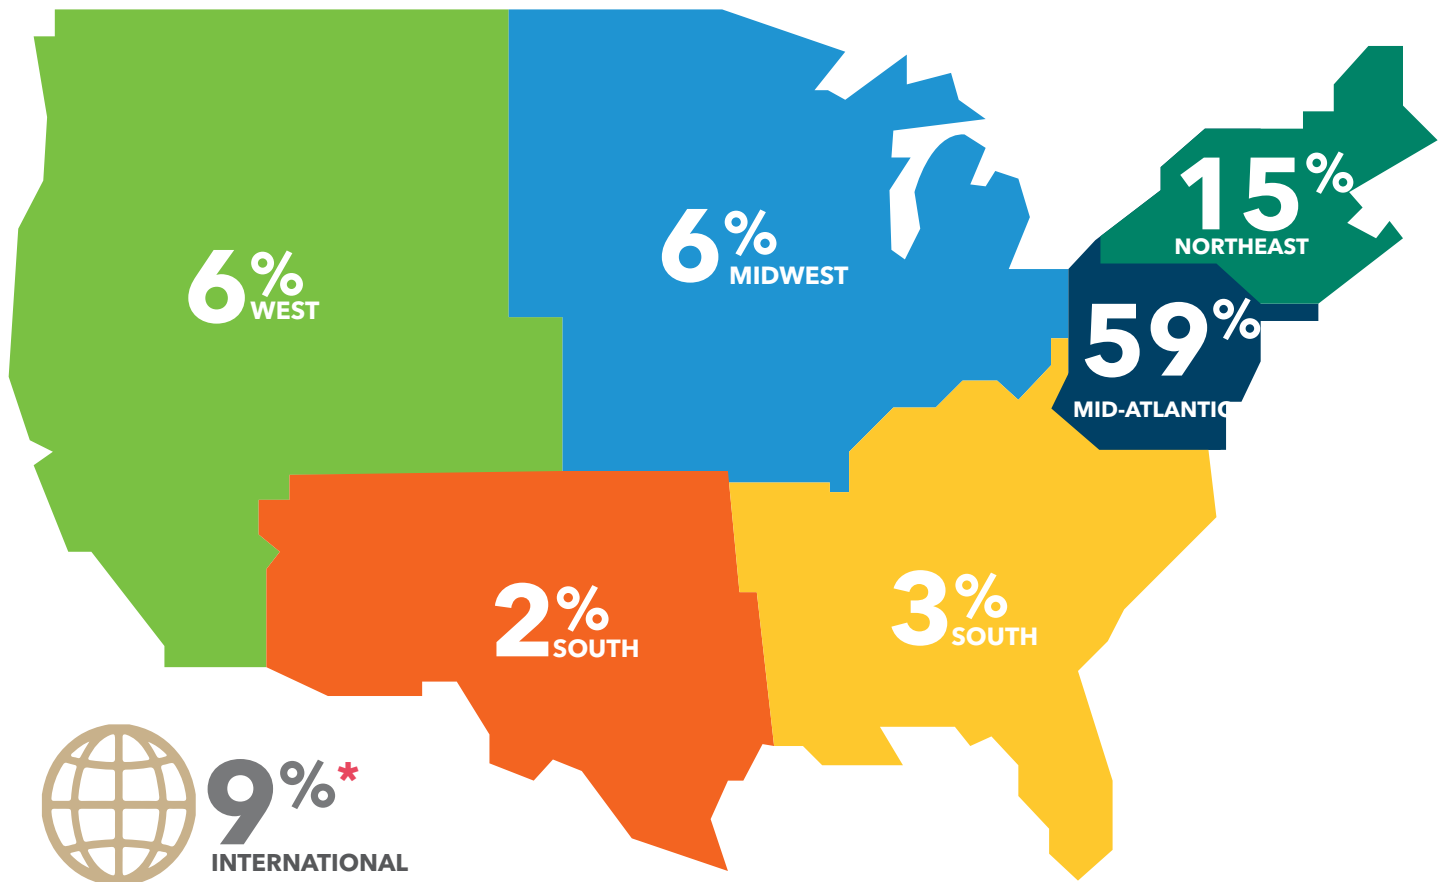 6%
WEST
6%
MIDWEST
15%
NORTHEAST
59%
MID-ATLANTIC
2%
SOUTH
3%
SOUTH
9%*
INTERNATIONAL